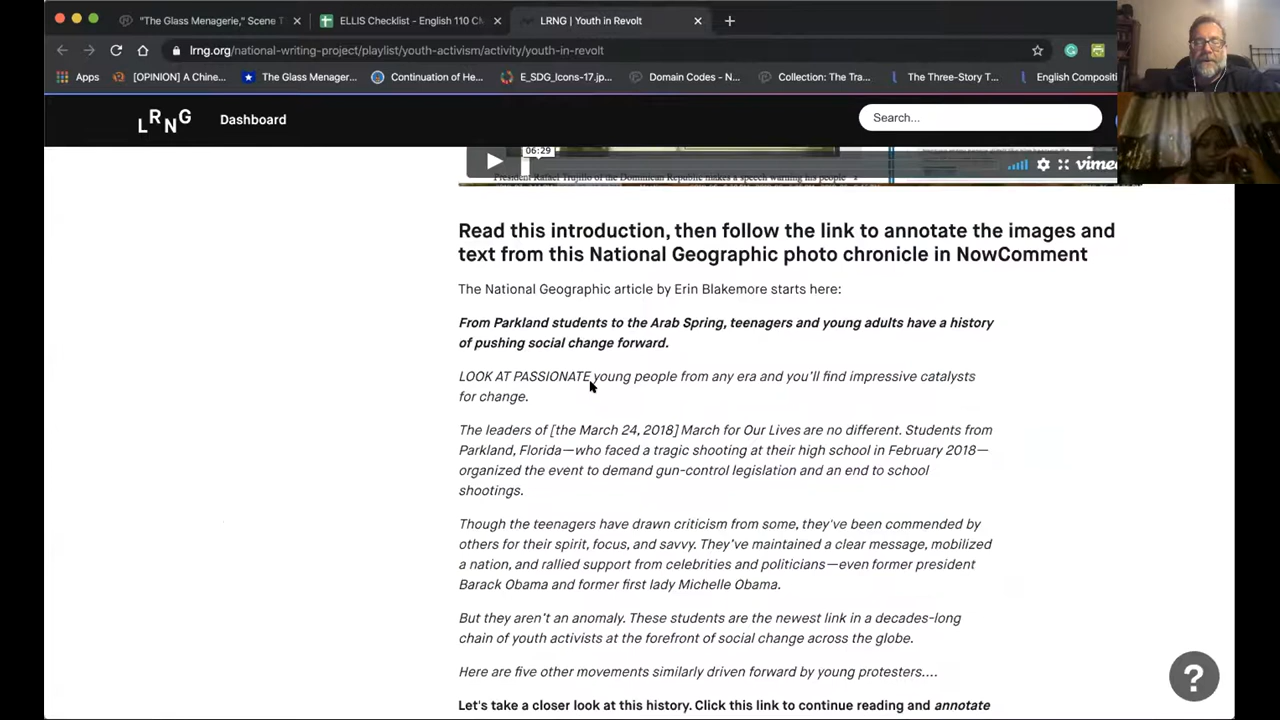 "The Glass Menagerie," Scene T
ELLIS Checklist - English 110 Cl
LRNG | Youth in Revolt
lrng.org/national-writing-project/playlist/youth-activism/activity/youth-in-revolt
Apps
[OPINION] A Chine...
The Glass Menager...
Continuation of He...
E_SDG_Icons-17.jp...
Domain Codes - N...
Collection: The Tra...
The Three-Story T...
English Compositi
LRNG
Dashboard
Search...
06:29
President Rafael Trujillo of the Dominican Republic makes a speech warning his people
vime
Read this introduction, then follow the link to annotate the images and
text from this National Geographic photo chronicle in NowComment
The National Geographic article by Erin Blakemore starts here:
From Parkland students to the Arab Spring, teenagers and young adults have a history
of pushing social change forward.
LOOK AT PASSIONATE young people from any era and you'll find impressive catalysts
for change.
The leaders of [the March 24, 2018] March for Our Lives are no different. Students from
Parkland, Florida—who faced a tragic shooting at their high school in February 2018—
organized the event to demand gun-control legislation and an end to school
shootings.
Though the teenagers have drawn criticism from some, they've been commended by
others for their spirit, focus, and savvy. They've maintained a clear message, mobilized
a nation, and rallied support from celebrities and politicians—even former president
Barack Obama and former first lady Michelle Obama.
But they aren't an anomaly. These students are the newest link in a decades-long
chain of youth activists at the forefront of social change across the globe.
Here are five other movements similarly driven forward by young protesters....
Let's take a closer look at this history. Click this link to continue reading and annotate
?